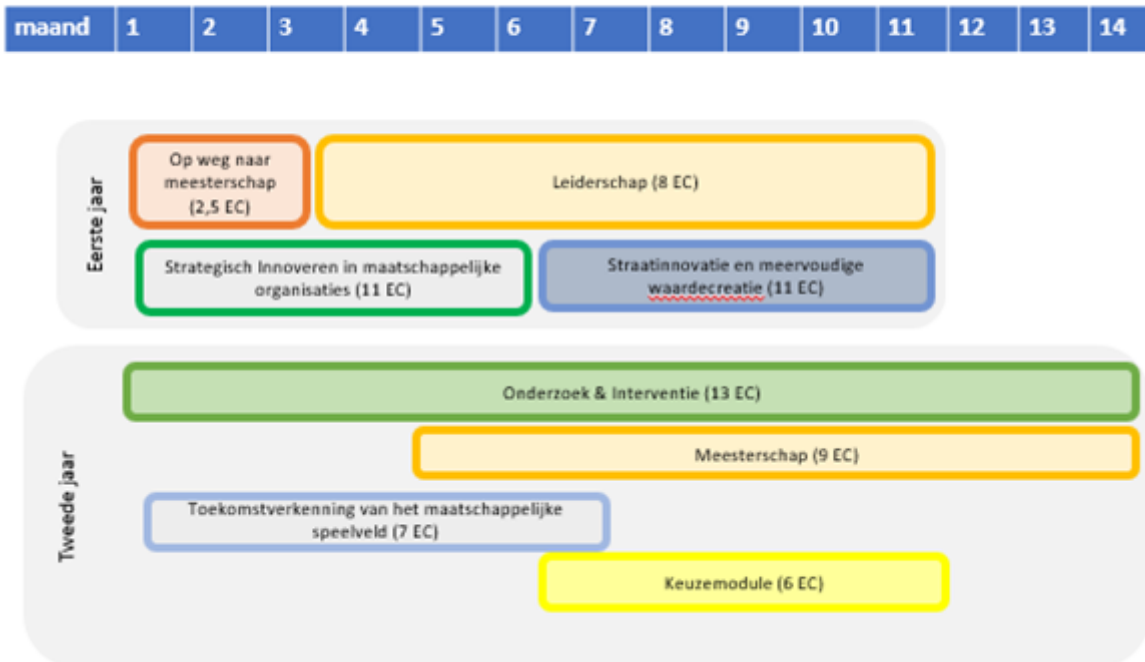 maand 1 2 3 4 5 6 7 8 9 10 11 12 13 14
Eerste jaar
Op weg naar
meesterschap
(2,5 EC)
Leiderschap (8 EC)
Strategisch Innoveren in maatschappelijke
organisaties (11 EC)
Straatinnovatie en meervoudige
waardecreatie (11 EC)
Tweede jaar
Onderzoek & Interventie (13 EC)
Meesterschap (9 EC)
Toekomstverkenning van het maatschappelijke
speelveld (7 EC)
Keuzemodule (6 EC)